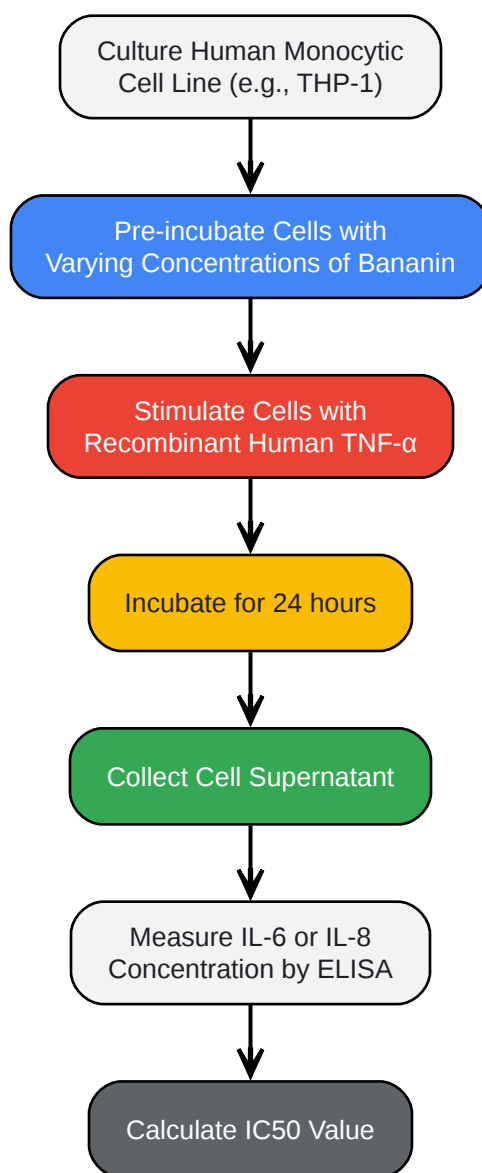 Culture Human Monocytic
Cell Line (e.g., THP-1)
Pre-incubate Cells with
Varying Concentrations of Bananin
Stimulate Cells with
Recombinant Human TNF-α
Incubate for 24 hours
Collect Cell Supernatant
Measure IL-6 or IL-8
Concentration by ELISA
Calculate IC50 Value